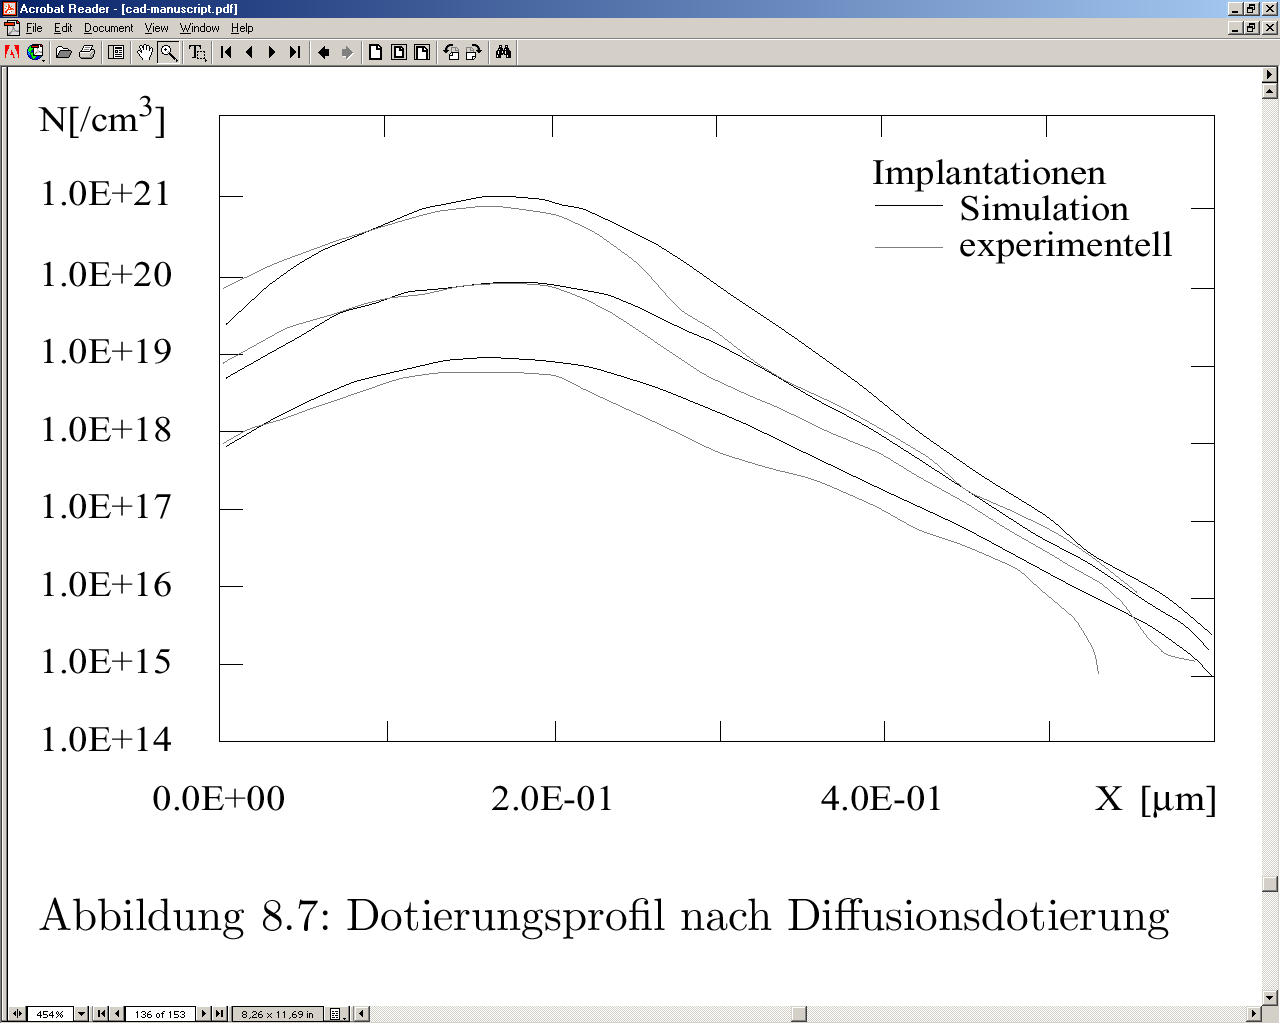 Acrobat Reader - [cad-manuscript.pdf]
File Edit Document View Window Help
N[/cm³]
1.0E+21
1.0E+20
1.0E+19
1.0E+18
1.0E+17
1.0E+16
1.0E+15
1.0E+14
Implantationen
Simulation
experimentell
0.0E+00 2.0E-01 4.0E-01 X [μm]
Abbildung 8.7: Dotierungsprofil nach Diffusionsdotierung
454% 136 of 153 8,26 x 11,69 in